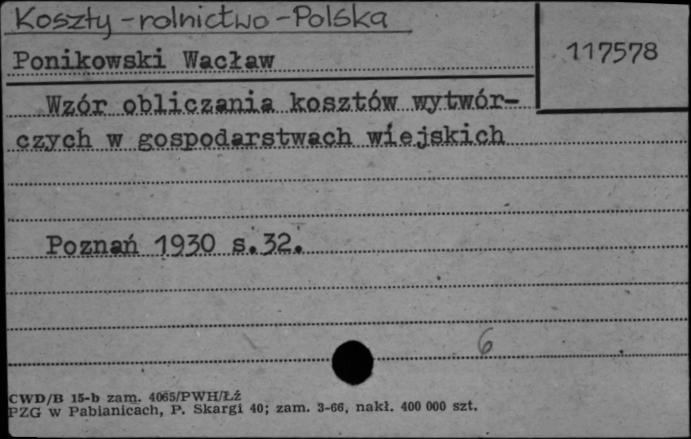 Koszty - rolnictwo - Polska
Ponikowski Wacław
117578
Wzór obliczania kosztów wytwór-
czych w gospodarstwach wiejskich
Poznań 1930 s.32.
6
CWD/B 15-b zam. 4065/PWH/Łź
PZG w Pabianicach, P. Skargi 40; zam. 3-66, nakł. 400 000 szt.